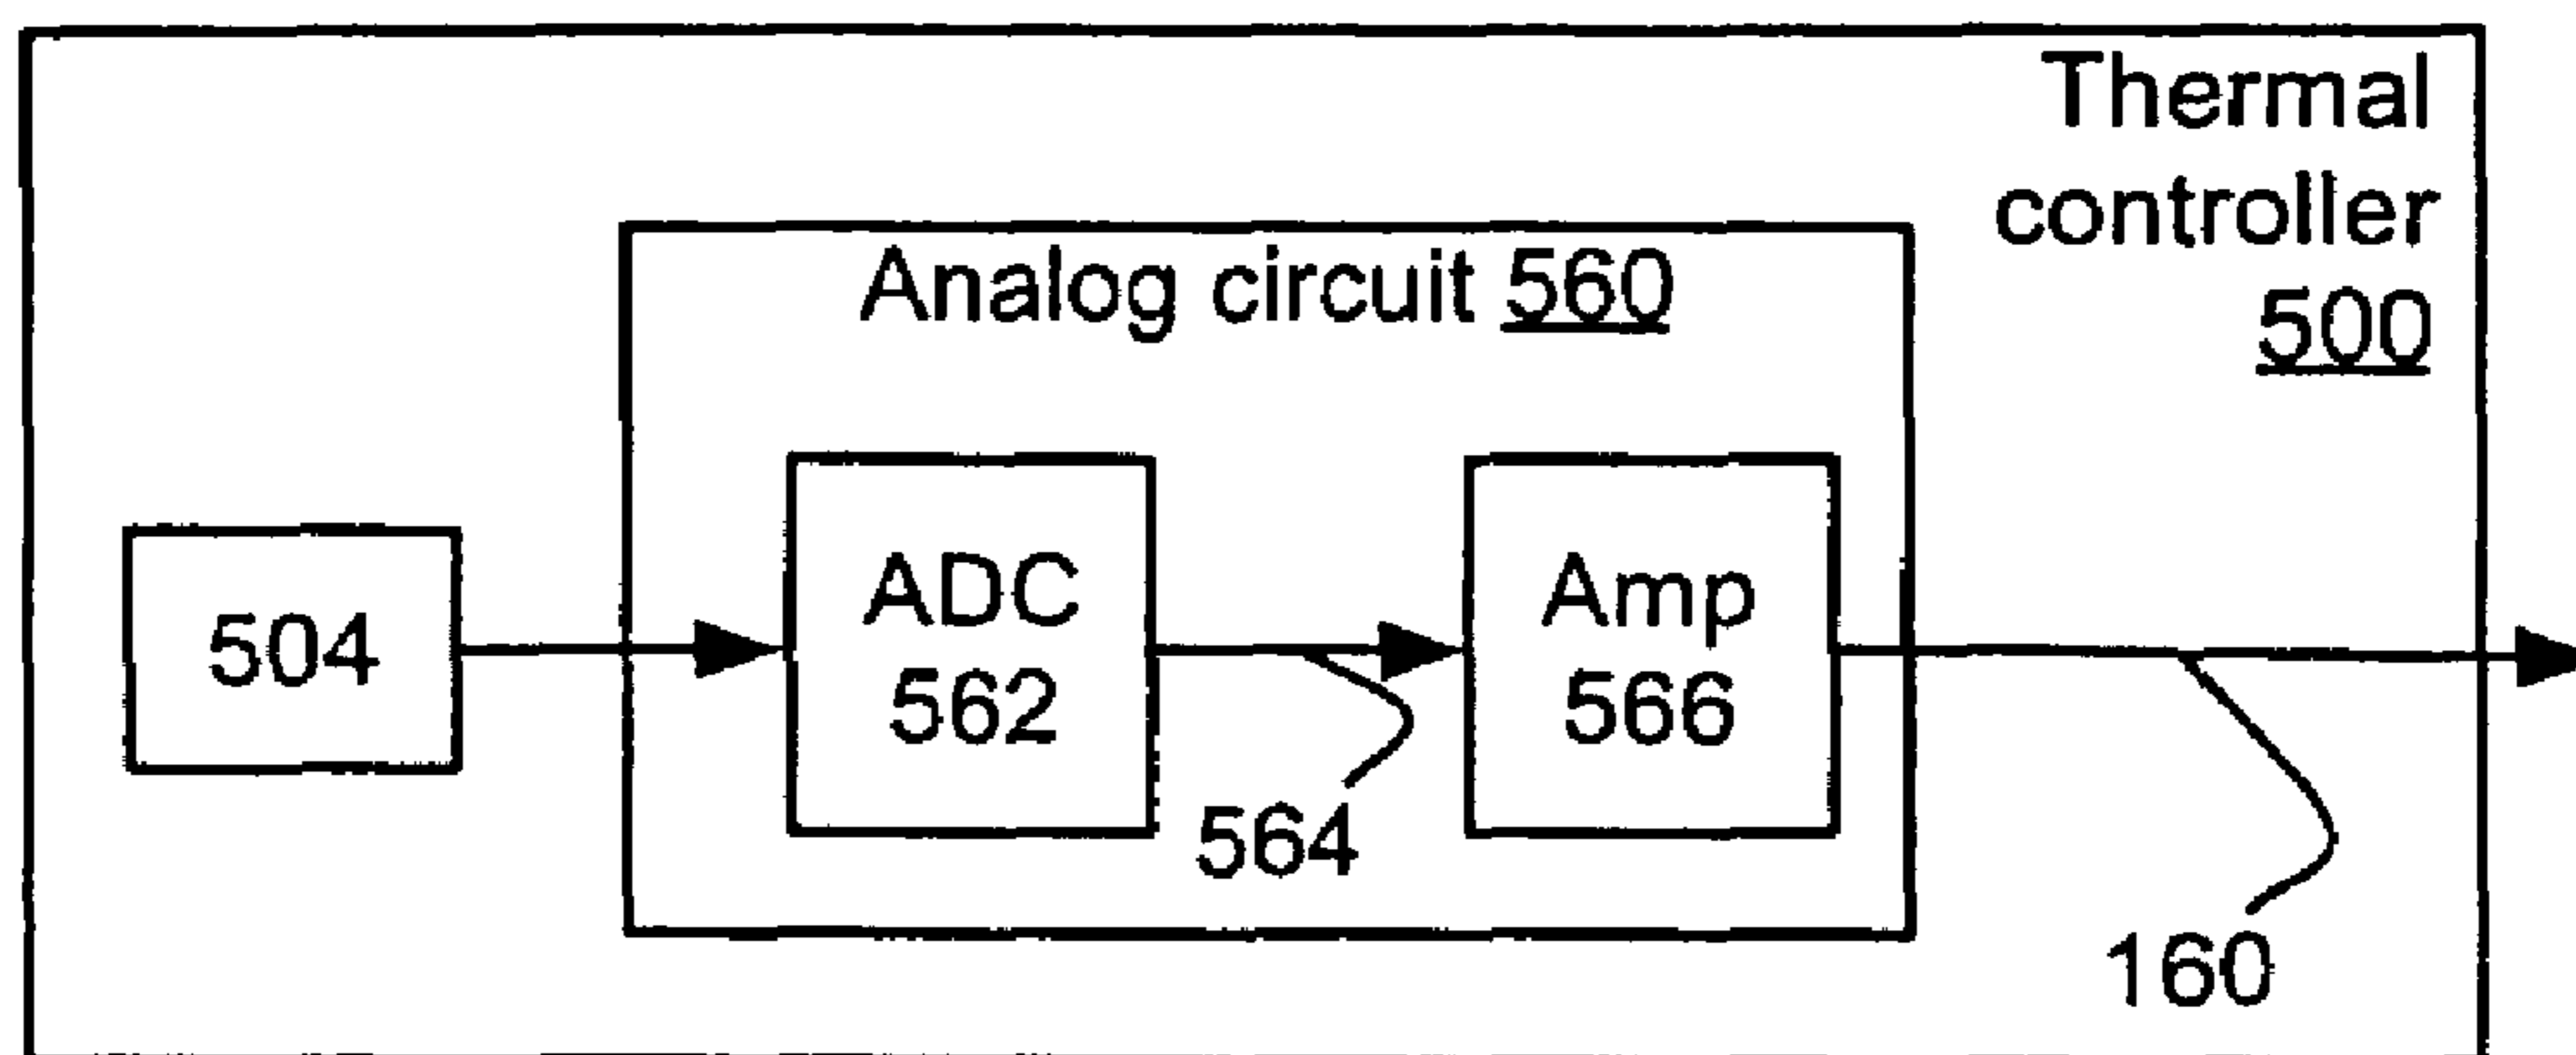 Thermal
controller
500
Analog circuit 560
504
ADC
562
Amp
566
564
160